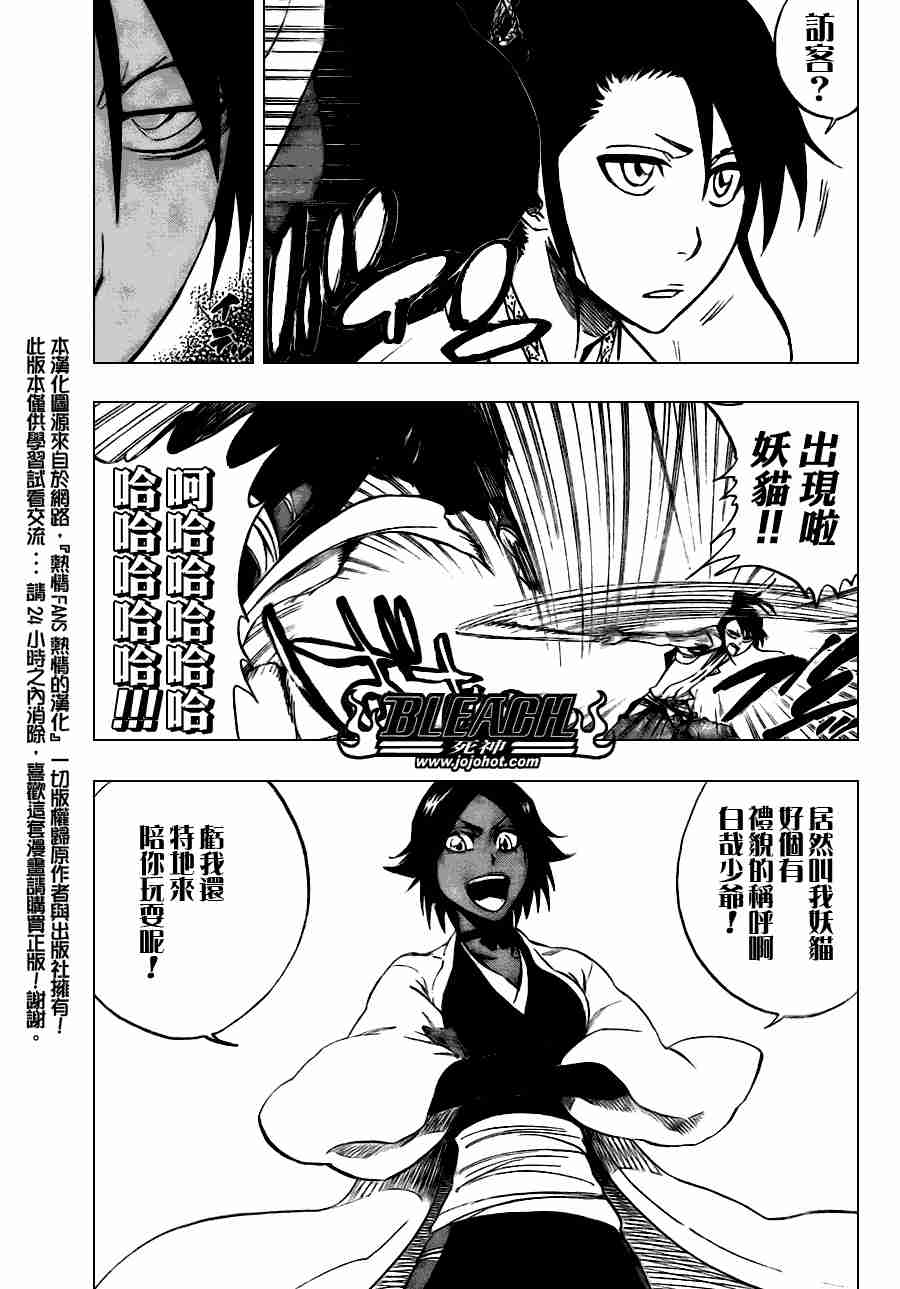 訪客？
出現啦
妖貓!!
呵哈哈哈哈
哈哈哈哈哈!!!
BLEACH
死神
www.jojohot.com
居然叫我妖貓
好個有
禮貌的稱呼啊
白哉少爺！
虧我還
特地來
陪你玩耍呢！
本漢化圖源來自於網路，『熱情FANS 熱情的漢化』一切版權歸原作者與出版社擁有！
此版本僅供學習試看交流...請24小時之內消除，喜歡這套漫畫請購買正版！謝謝。